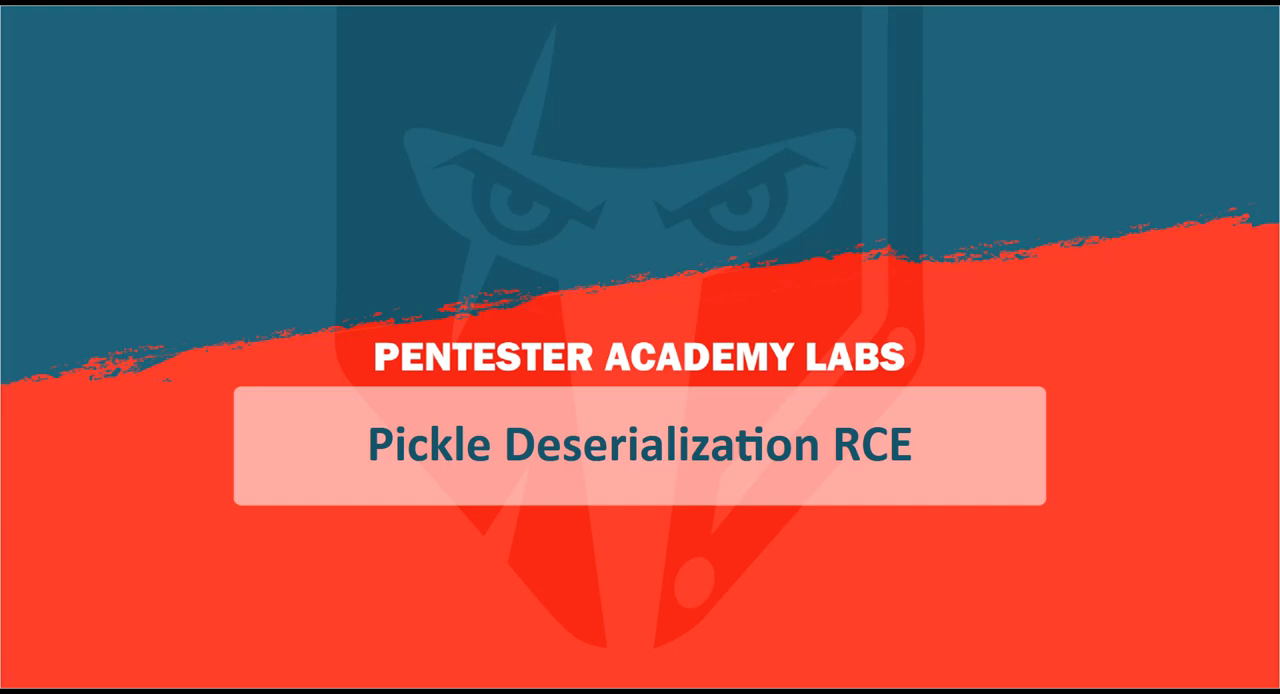 PENTESTER ACADEMY LABS
Pickle Deserialization RCE